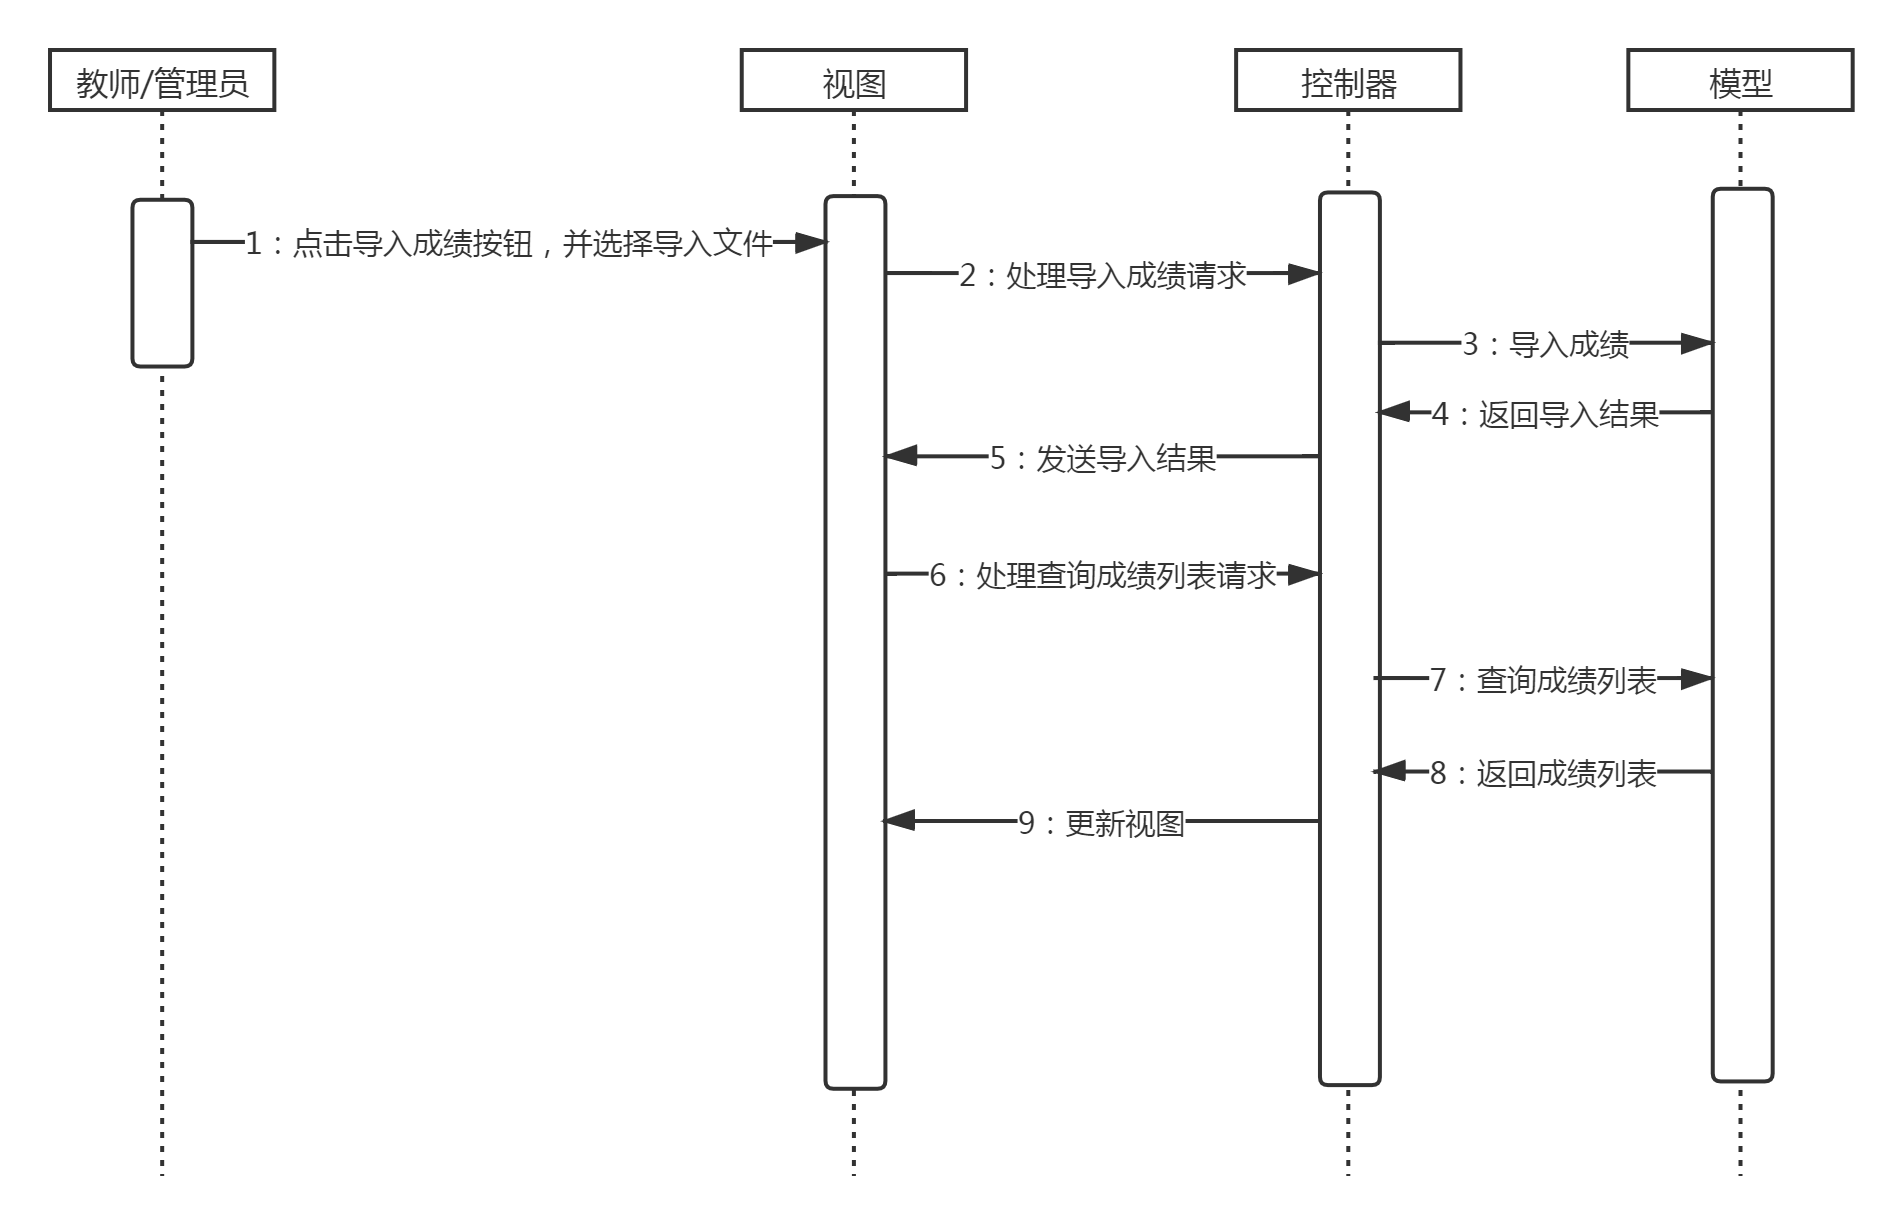 教师/管理员
视图
控制器
模型
1：点击导入成绩按钮，并选择导入文件
2：处理导入成绩请求
3：导入成绩
4：返回导入结果
5：发送导入结果
6：处理查询成绩列表请求
7：查询成绩列表
8：返回成绩列表
9：更新视图